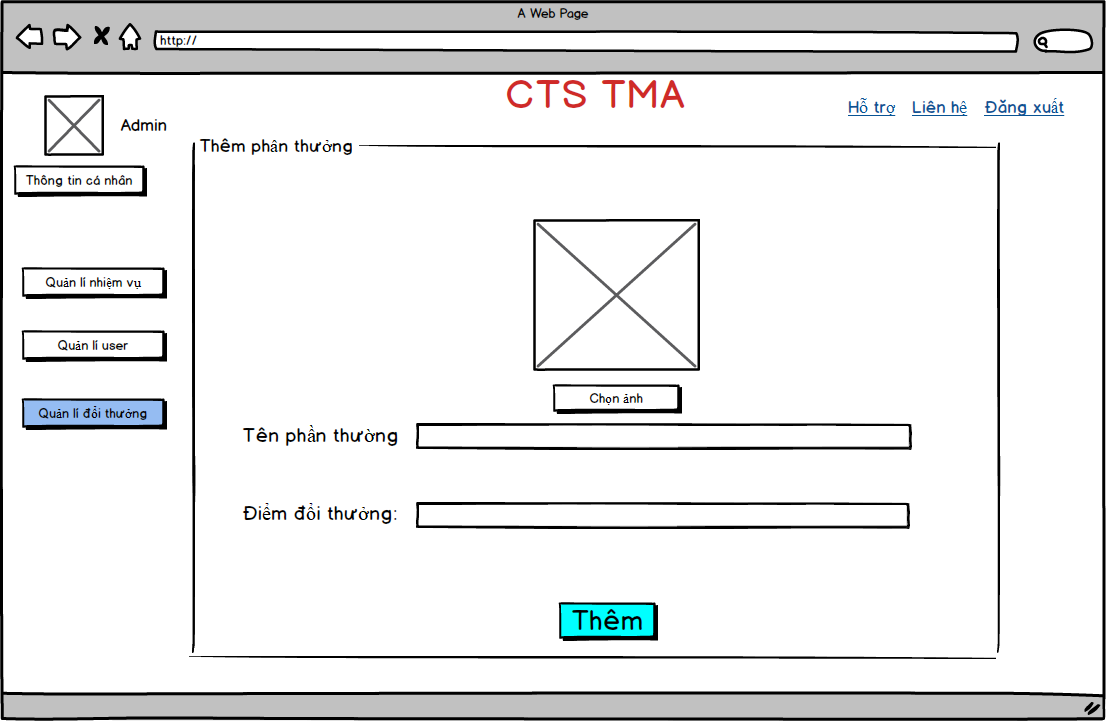 A Web Page
http://
CTS TMA
Hỗ trợ Liên hệ Đăng xuất
Admin
Thông tin cá nhân
Thêm phần thưởng
Quản lí nhiệm vụ
Quản lí user
Quản lí đổi thưởng
Chọn ảnh
Tên phần thường
Điểm đổi thưởng:
Thêm